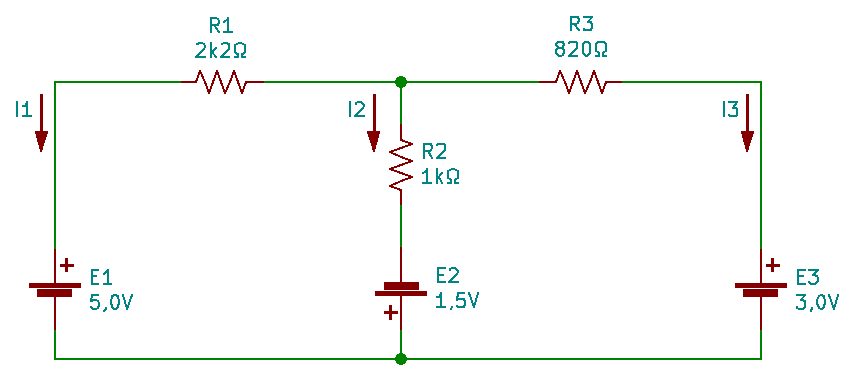 R1
2k2Ω
R3
820Ω
I1
I2
I3
R2
1kΩ
+
E1
5,0V
E2
1,5V
+
+
E3
3,0V